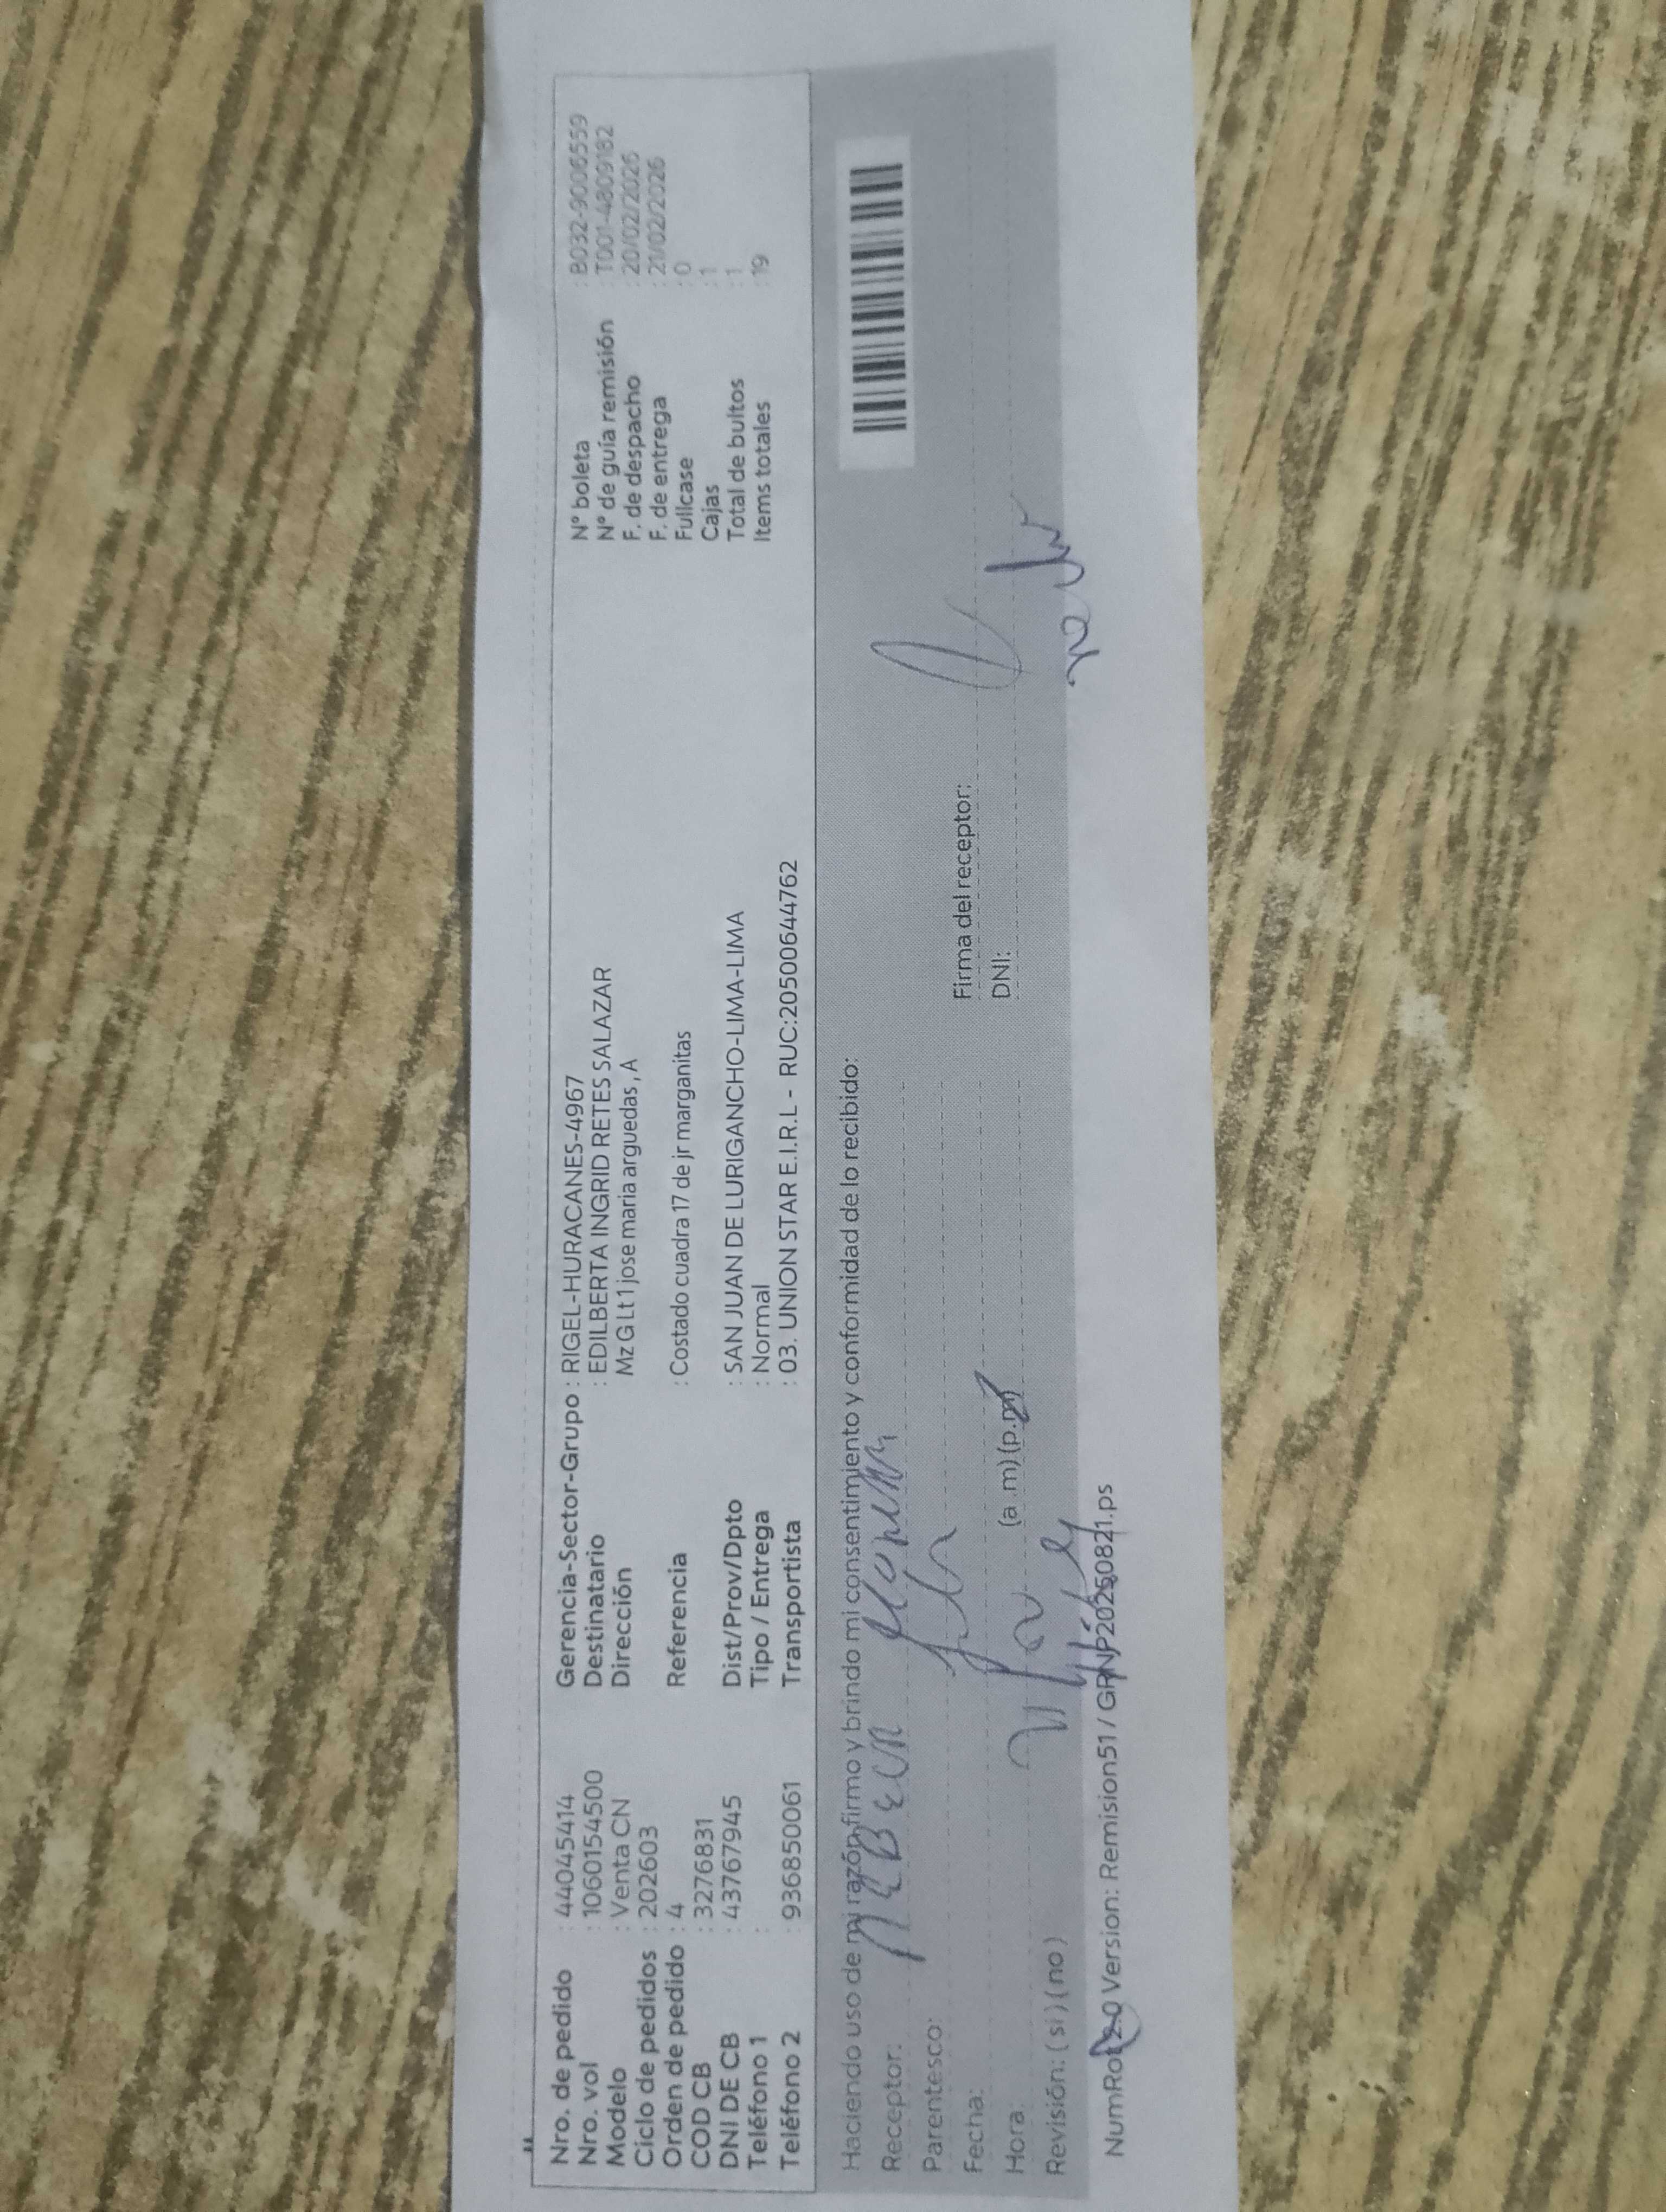 Nro. de pedido : 44045414 Gerencia-Sector-Grupo : RIGEL-HURACANES-4967 N° boleta : B032-9006559
Nro. vol : 1060154500 Destinatario : EDILBERTA INGRID RETES SALAZAR N° de guía remisión : T001-48091182
Modelo : Venta CN Dirección Mz G Lt 1 jose maria arguedas , A F. de despacho : 20/02/2026
Ciclo de pedidos : 202603 F. de entrega : 21/02/2026
Orden de pedido : 4 Referencia : Costado cuadra 17 de jr marganitas Fullcase : 0
COD CB : 3276831 Cajas : 1
DNI DE CB : 43767945 Dist/Prov/Dpto : SAN JUAN DE LURIGANCHO-LIMA-LIMA Total de bultos : 1
Teléfono 1 : Tipo / Entrega : Normal Items totales : 19
Teléfono 2 : 936850061 Transportista : 03. UNION STAR E.I.R.L - RUC:20500644762
Haciendo uso de mi razón firmo y brindo mi consentimiento y conformidad de lo recibido:
Receptor:
Parentesco:
Fecha: Firma del receptor:
Hora: (a .m) (p.m) DNI:
Revisión: ( si ) ( no )
NumRot 2.0 Version: Remision51 / GRNP20250821.ps